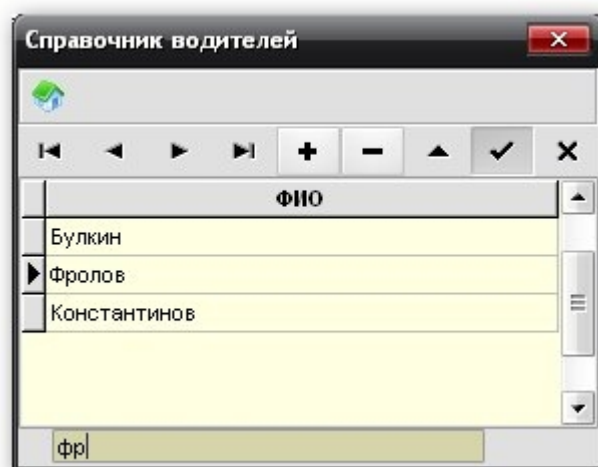 Справочник водителей
ФИО
Булкин
Фролов
Константинов
фр